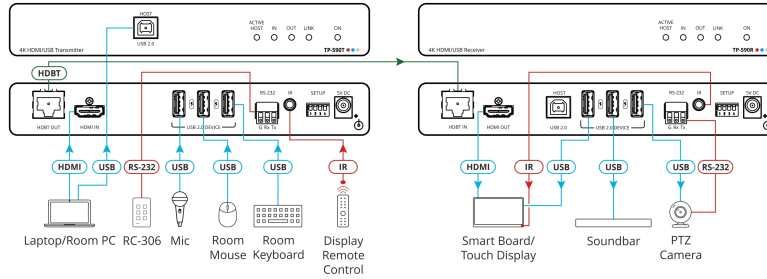 HOST
USB 2.0
ACTIVE
HOST IN OUT LINK ON
4K HDMI/USB Transmitter
TP-590T
HOST
ACTIVE
HOST IN OUT LINK ON
4K HDMI/USB Receiver
TP-590R
HDBT
HDBT OUT
HDMI IN
USB 2.0 DEVICE
RS-232
G Rx Tx
IR
SETUP
5V DC
HDBT IN
HDMI OUT
HOST
USB 2.0
USB 2.0 DEVICE
RS-232
G Rx Tx
IR
SETUP
5V DC
HDMI
USB
RS-232
USB
USB
USB
IR
HDMI
IR
USB
USB
USB
RS-232
Laptop/Room PC
RC-306
Mic
Room
Mouse
Room
Keyboard
Display
Remote
Control
Smart Board/
Touch Display
Soundbar
PTZ
Camera